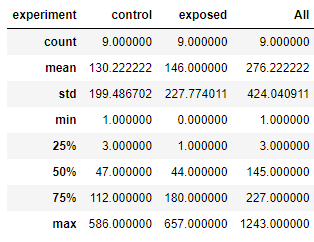 experiment control exposed All
count 9.000000 9.000000 9.000000
mean 130.222222 146.000000 276.222222
std 199.486702 227.774011 424.040911
min 1.000000 0.000000 1.000000
25% 3.000000 1.000000 3.000000
50% 47.000000 44.000000 145.000000
75% 112.000000 180.000000 227.000000
max 586.000000 657.000000 1243.000000